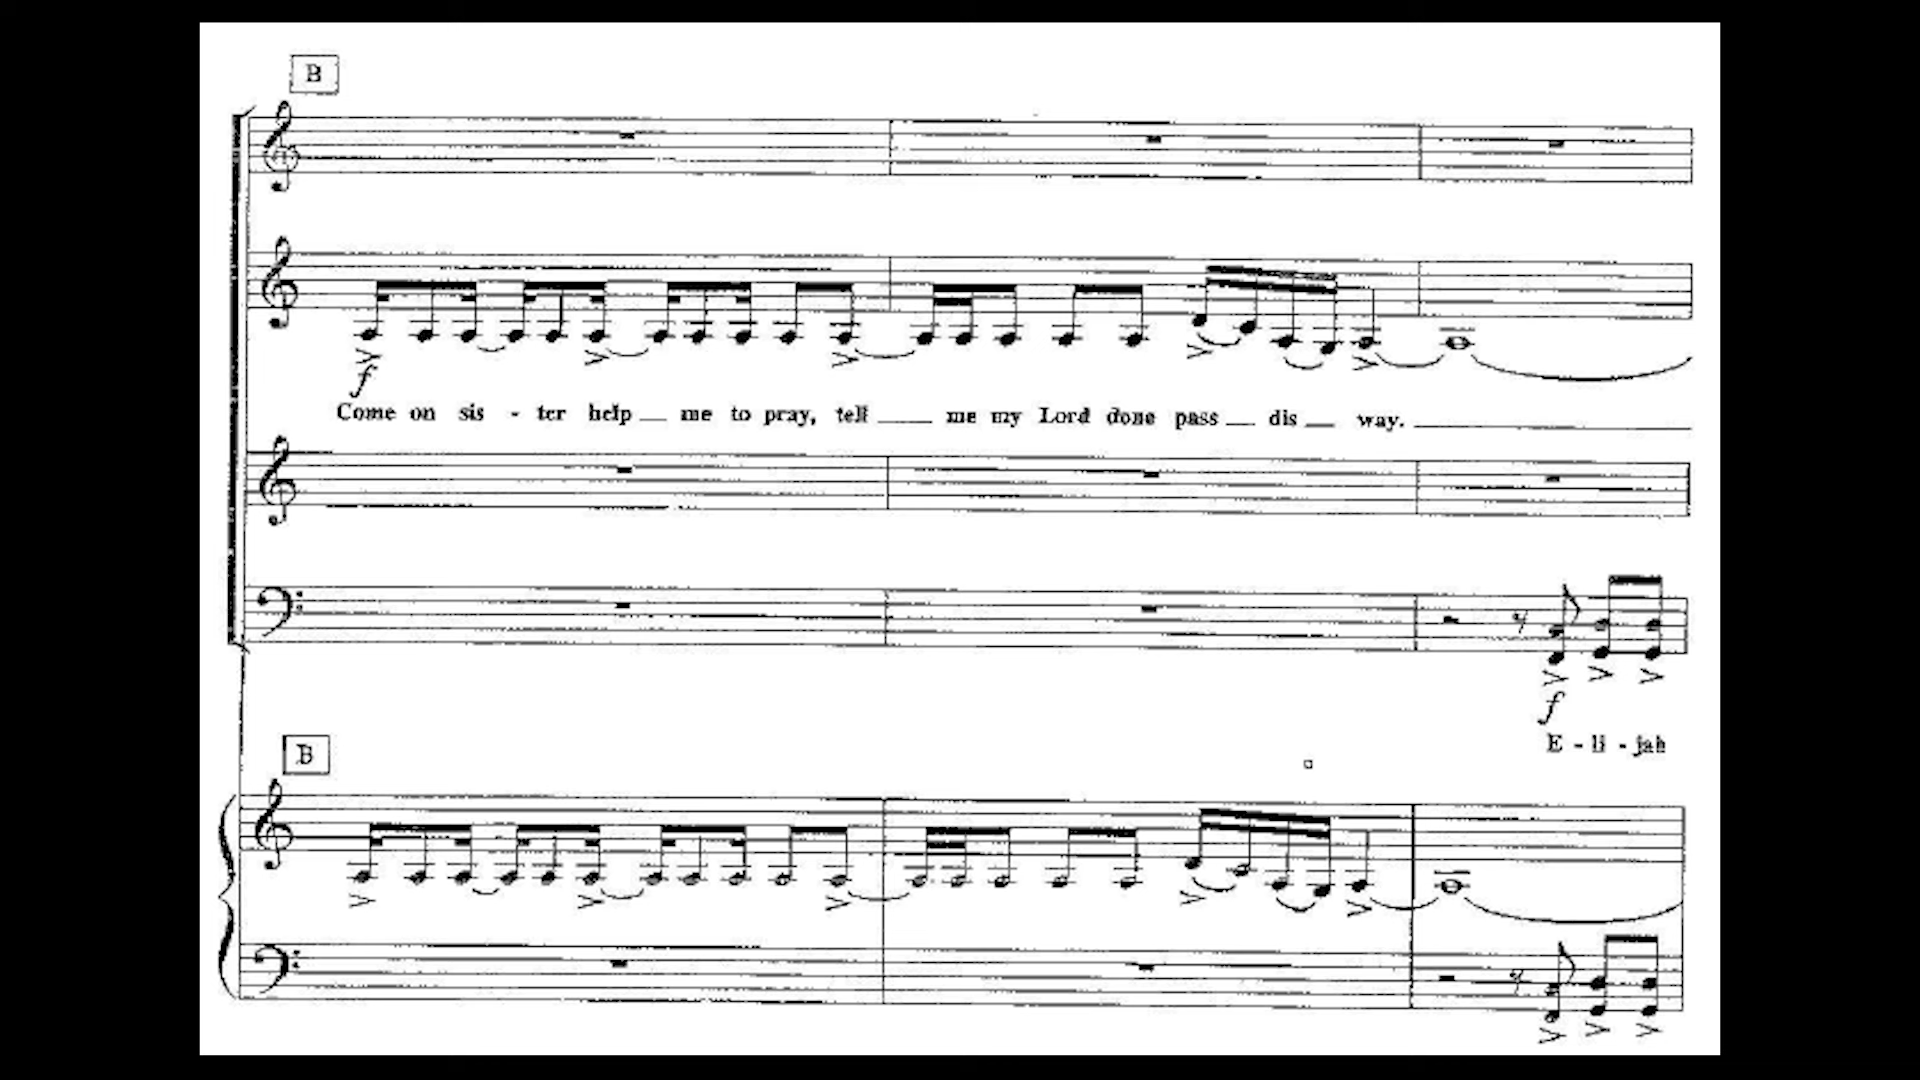 B
f
Come on sis - ter help me to pray, tell me my Lord done pass dis way.
f
E - li - jah
B